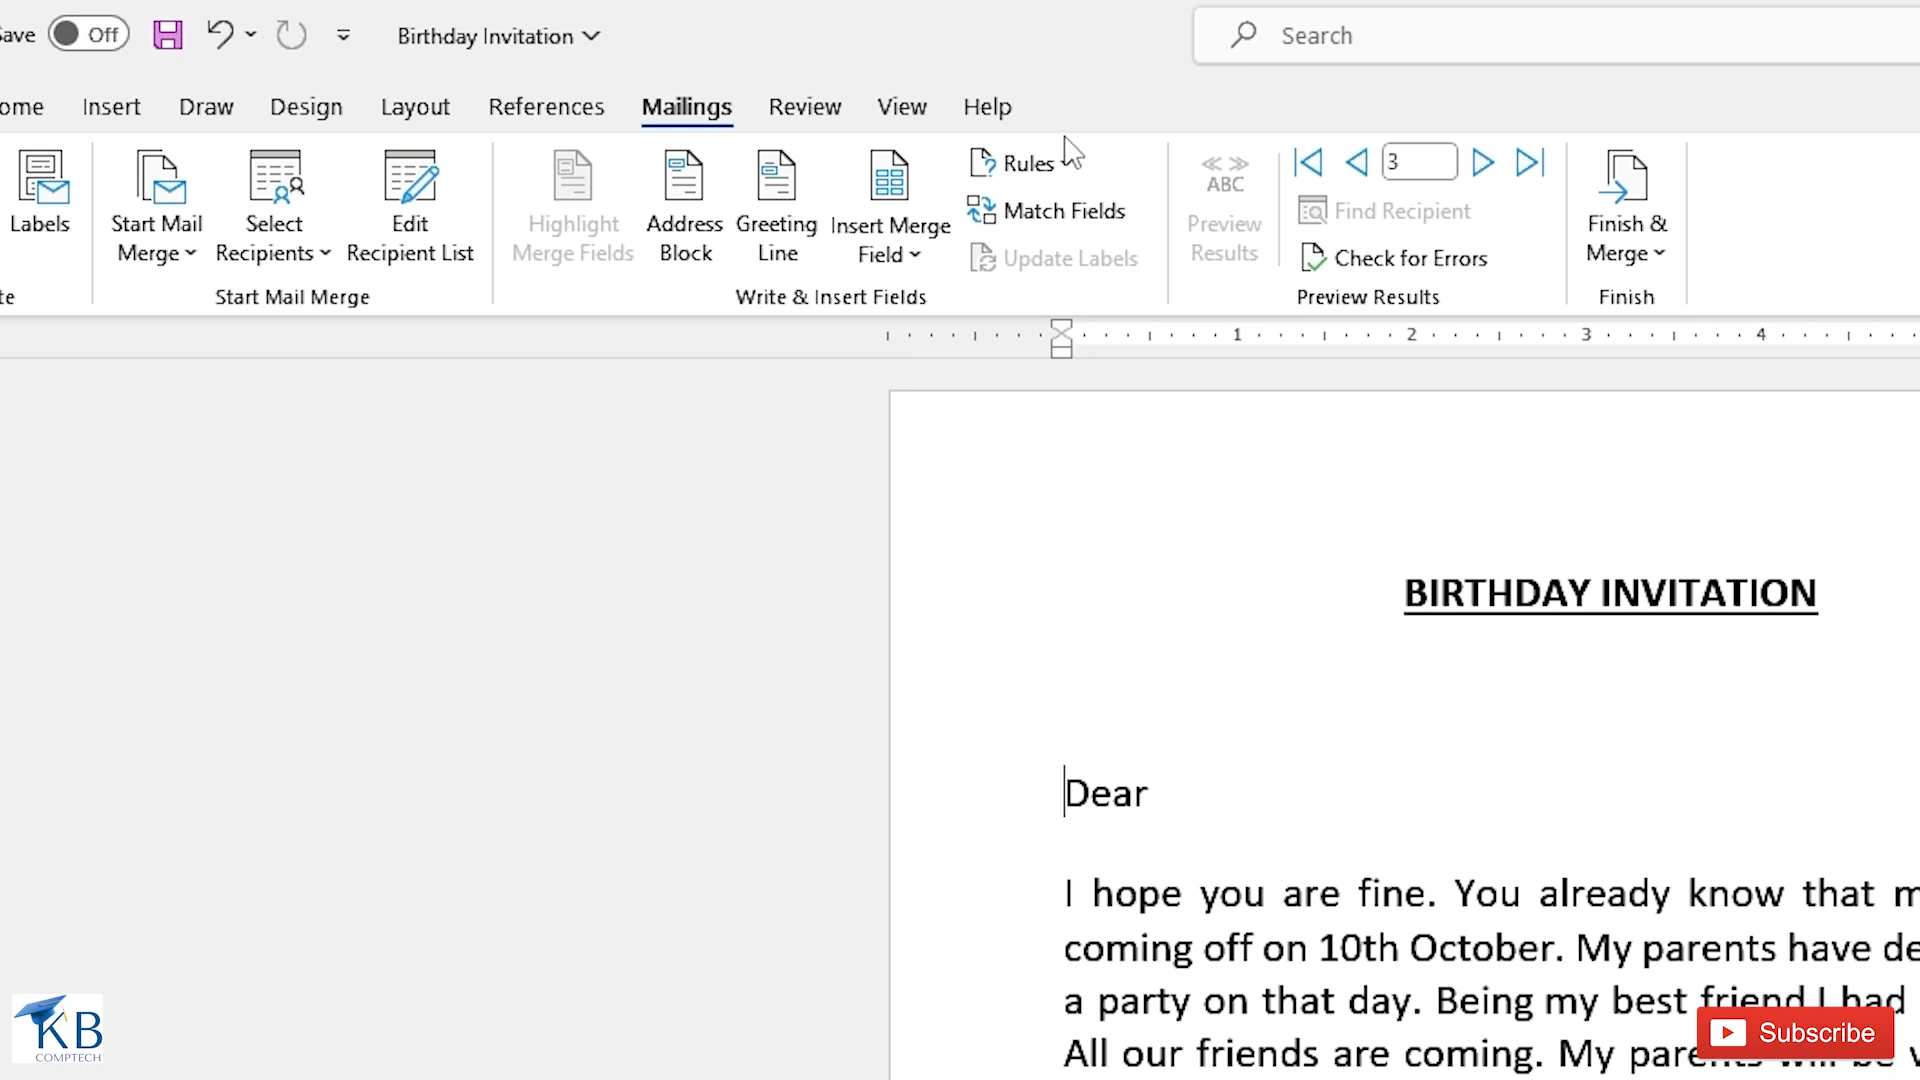 Save Off Birthday Invitation Search
ome Insert Draw Design Layout References Mailings Review View Help
Labels
Start Mail
Merge
Select
Recipients
Edit
Recipient List
Start Mail Merge
Highlight
Merge Fields
Address
Block
Greeting
Line
Insert Merge
Field
Rules
Match Fields
Update Labels
Write & Insert Fields
ABC
Preview
Results
3
Find Recipient
Check for Errors
Preview Results
Finish &
Merge
Finish
te
1 2 3 4
BIRTHDAY INVITATION
Dear
I hope you are fine. You already know that m
coming off on 10th October. My parents have de
a party on that day. Being my best friend I had
All our friends are coming. My parents will be v
KB
COMPTECH
Subscribe